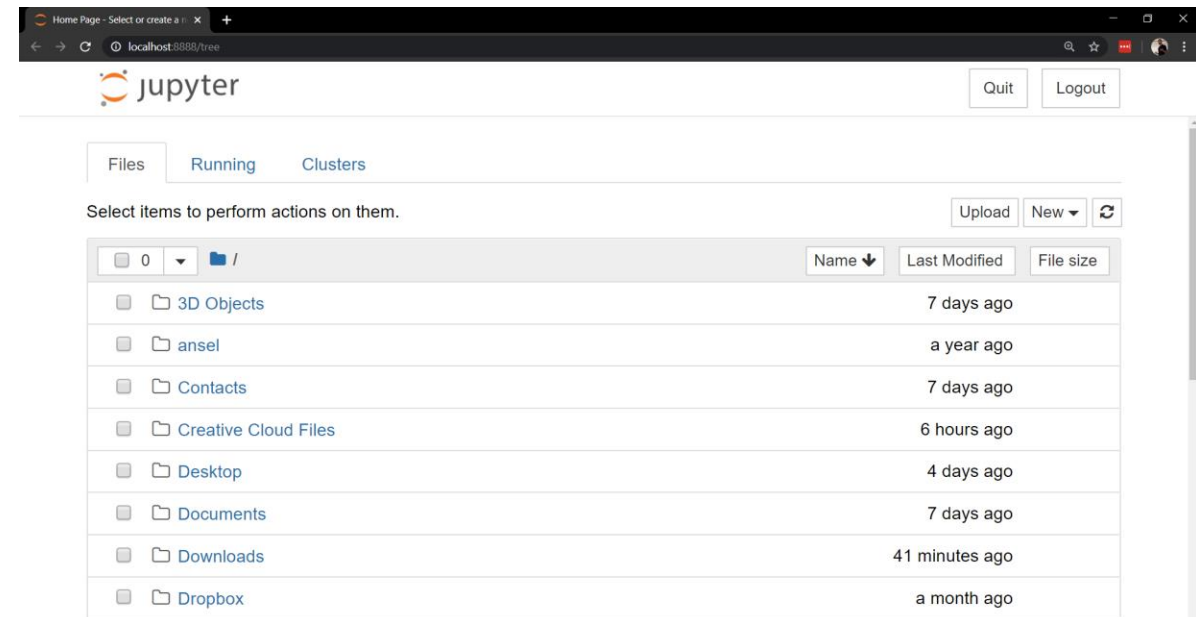 Home Page - Select or create a n
localhost:8888/tree
jupyter
Quit Logout
Files Running Clusters
Select items to perform actions on them.
Upload New
0 / Name Last Modified File size
3D Objects 7 days ago
ansel a year ago
Contacts 7 days ago
Creative Cloud Files 6 hours ago
Desktop 4 days ago
Documents 7 days ago
Downloads 41 minutes ago
Dropbox a month ago